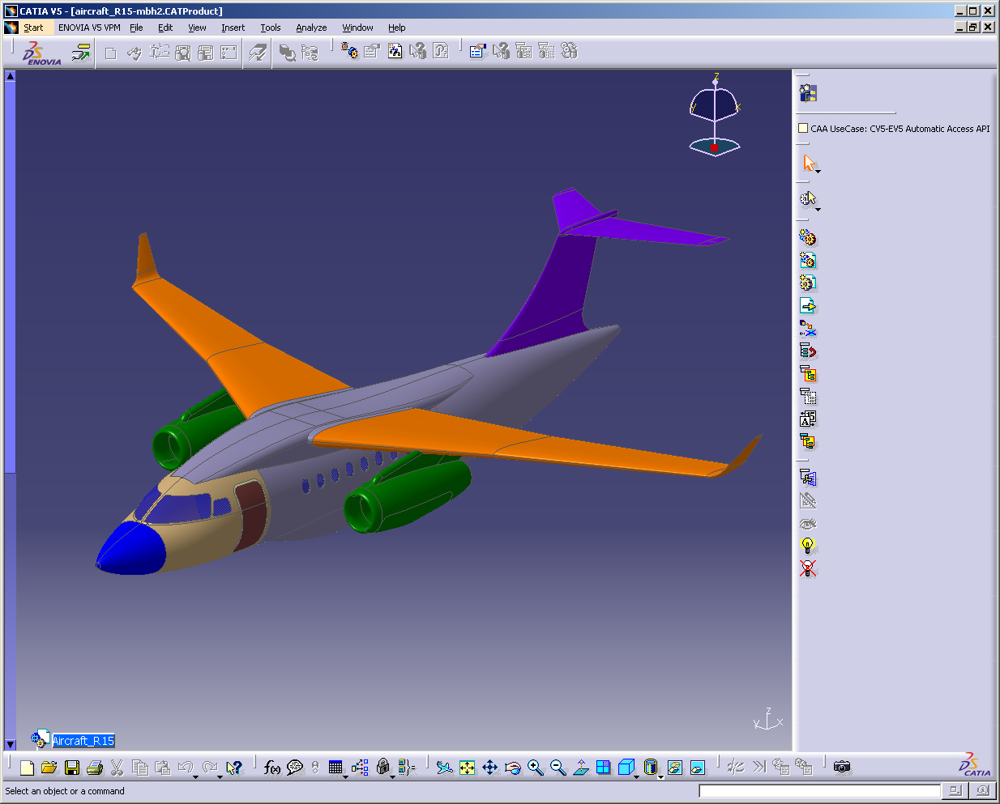 CATIA V5 - [aircraft_R15-mbh2.CATProduct]
Start ENOVIA V5 VPM File Edit View Insert Tools Analyze Window Help
ENOVIA
z
y x
CAA UseCase: CV5-EV5 Automatic Access API
z
y x
Aircraft_R15
f(x)
CATIA
Select an object or a command